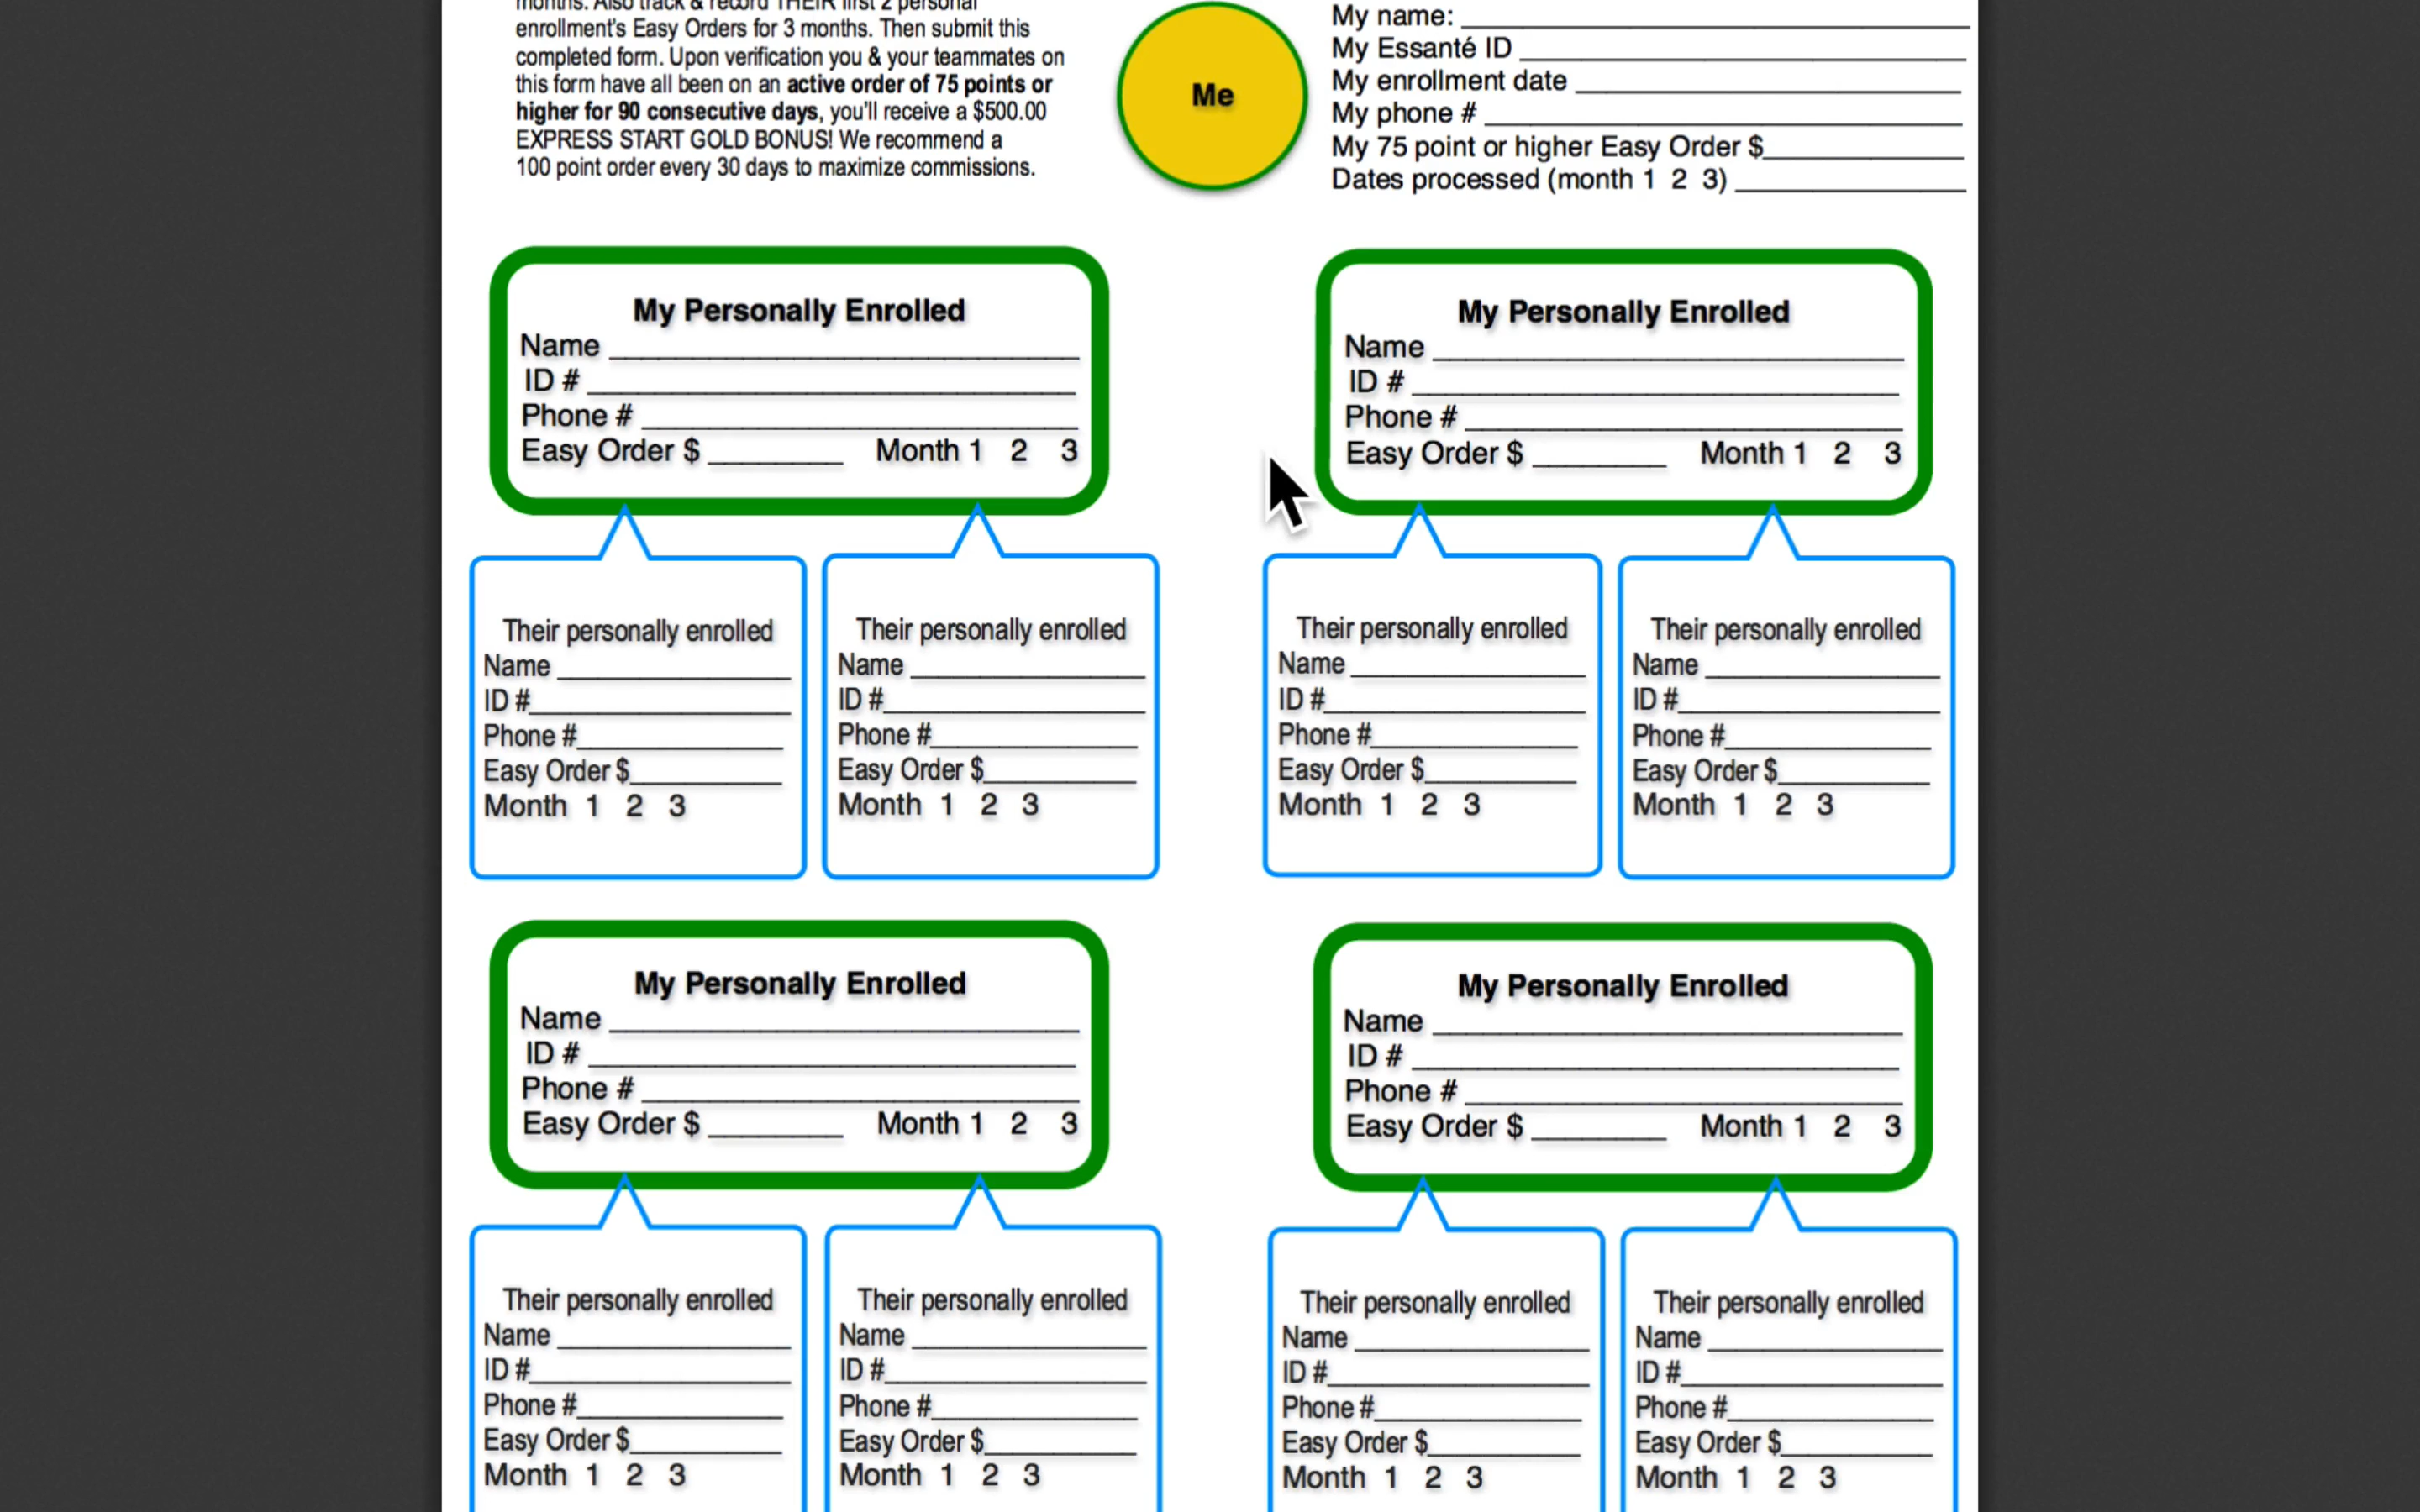 months. Also track & record THEIR first 2 personal
enrollment's Easy Orders for 3 months. Then submit this
completed form. Upon verification you & your teammates on
this form have all been on an active order of 75 points or
higher for 90 consecutive days, you'll receive a $500.00
EXPRESS START GOLD BONUS! We recommend a
100 point order every 30 days to maximize commissions.
Me
My name:
My Essanté ID
My enrollment date
My phone #
My 75 point or higher Easy Order $
Dates processed (month 1 2 3)
My Personally Enrolled
Name
ID #
Phone #
Easy Order $ Month 1 2 3
My Personally Enrolled
Name
ID #
Phone #
Easy Order $ Month 1 2 3
Their personally enrolled
Name
ID #
Phone #
Easy Order $
Month 1 2 3
Their personally enrolled
Name
ID #
Phone #
Easy Order $
Month 1 2 3
Their personally enrolled
Name
ID #
Phone #
Easy Order $
Month 1 2 3
Their personally enrolled
Name
ID #
Phone #
Easy Order $
Month 1 2 3
My Personally Enrolled
Name
ID #
Phone #
Easy Order $ Month 1 2 3
My Personally Enrolled
Name
ID #
Phone #
Easy Order $ Month 1 2 3
Their personally enrolled
Name
ID #
Phone #
Easy Order $
Month 1 2 3
Their personally enrolled
Name
ID #
Phone #
Easy Order $
Month 1 2 3
Their personally enrolled
Name
ID #
Phone #
Easy Order $
Month 1 2 3
Their personally enrolled
Name
ID #
Phone #
Easy Order $
Month 1 2 3